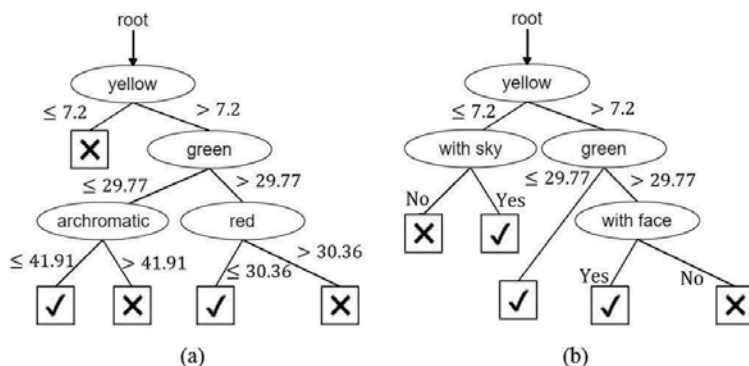 root
yellow
≤ 7.2
> 7.2
green
≤ 29.77
> 29.77
archromatic
red
≤ 41.91
> 41.91
≤ 30.36
> 30.36
(a)
root
yellow
≤ 7.2
> 7.2
with sky
green
No
Yes
≤ 29.77
> 29.77
with face
Yes
No
(b)